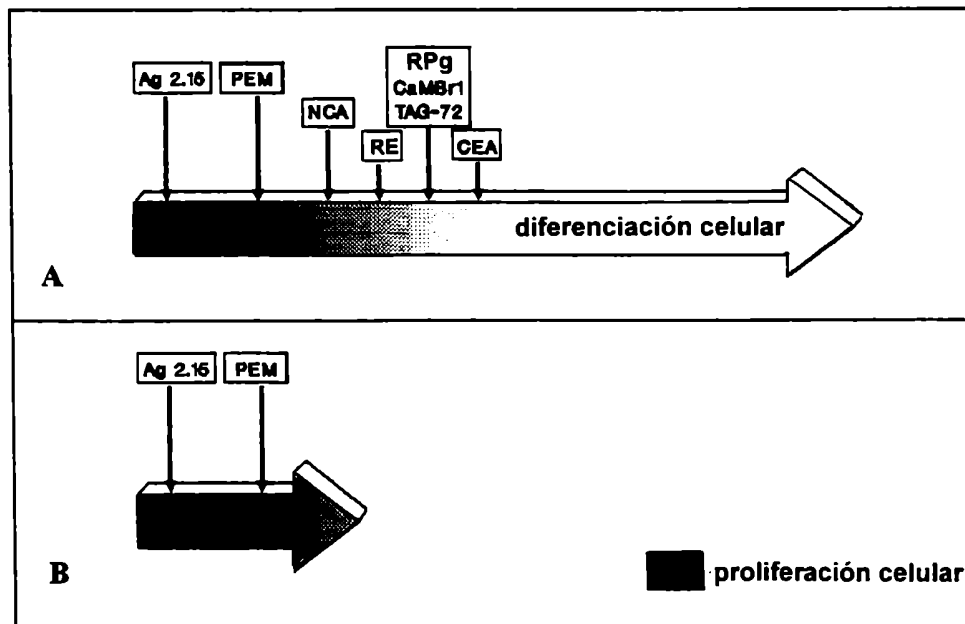 Ag 2.15
PEM
NCA
RE
RPg
CaMBr1
TAG-72
CEA
diferenciación celular
A
Ag 2.15
PEM
B
proliferación celular